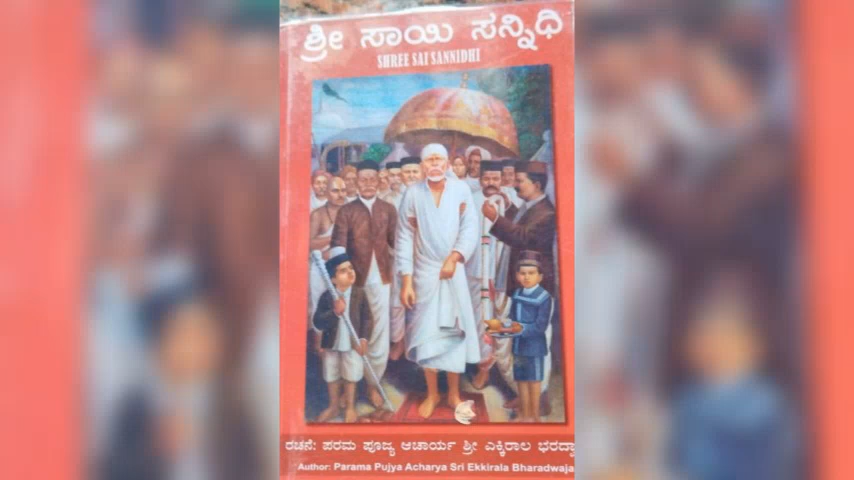 ಶ್ರೀ ಸಾಯಿ ಸನ್ನಿಧಿ
SHREE SAI SANNIDHI
ರಚನೆ: ಪರಮ ಪೂಜ್ಯ ಆಚಾರ್ಯ ಶ್ರೀ ಎಕ್ಕಿರಾಲ
Author: Parama Pujya Acharya Sri Ekkirala Bharadwaja